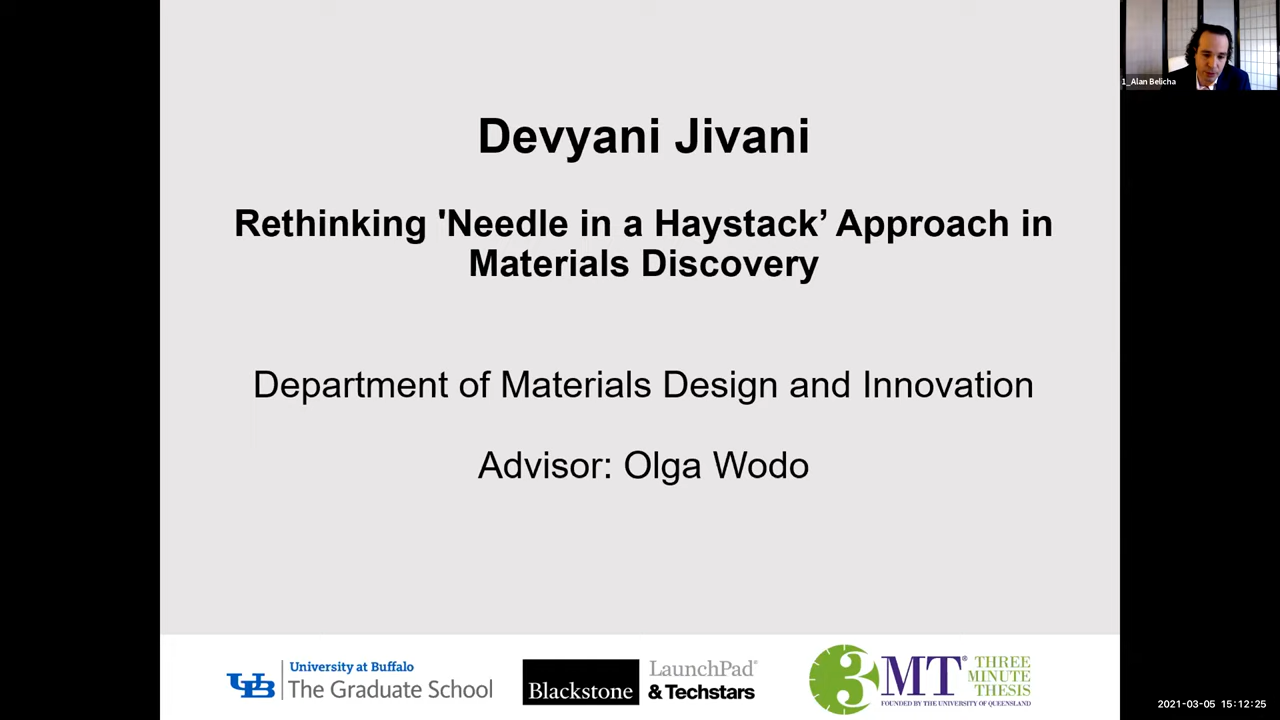 1_Alan Belicha
Devyani Jivani
Rethinking 'Needle in a Haystack’ Approach in
Materials Discovery
Department of Materials Design and Innovation
Advisor: Olga Wodo
UB
University at Buffalo
The Graduate School
Blackstone
LaunchPad®
& Techstars
3MT®
THREE
MINUTE
THESIS
FOUNDED BY THE UNIVERSITY OF QUEENSLAND
2021-03-05 15:12:25